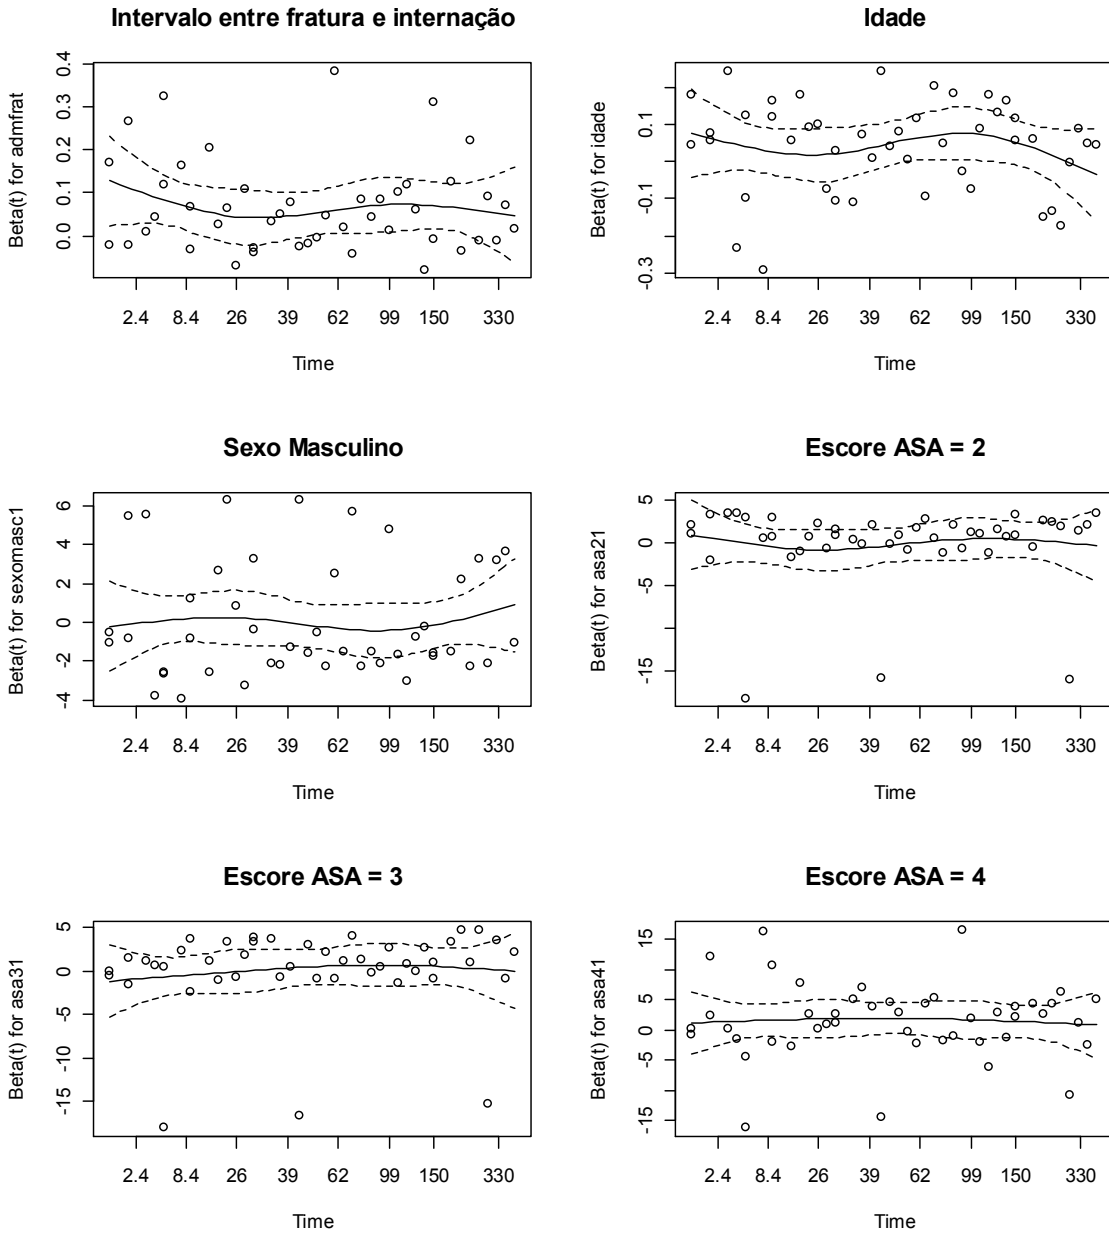 Intervalo entre fratura e internação
Beta(t) for admfrat
0.4
0.3
0.2
0.1
0.0
2.4 8.4 26 39 62 99 150 330
Time
Idade
Beta(t) for idade
0.1
-0.1
-0.3
2.4 8.4 26 39 62 99 150 330
Time
Sexo Masculino
Beta(t) for sexomasc1
6
4
2
0
-2
-4
2.4 8.4 26 39 62 99 150 330
Time
Escore ASA = 2
Beta(t) for asa21
5
0
-5
-15
2.4 8.4 26 39 62 99 150 330
Time
Escore ASA = 3
Beta(t) for asa31
5
0
-5
-10
-15
2.4 8.4 26 39 62 99 150 330
Time
Escore ASA = 4
Beta(t) for asa41
15
5
0
-5
-15
2.4 8.4 26 39 62 99 150 330
Time